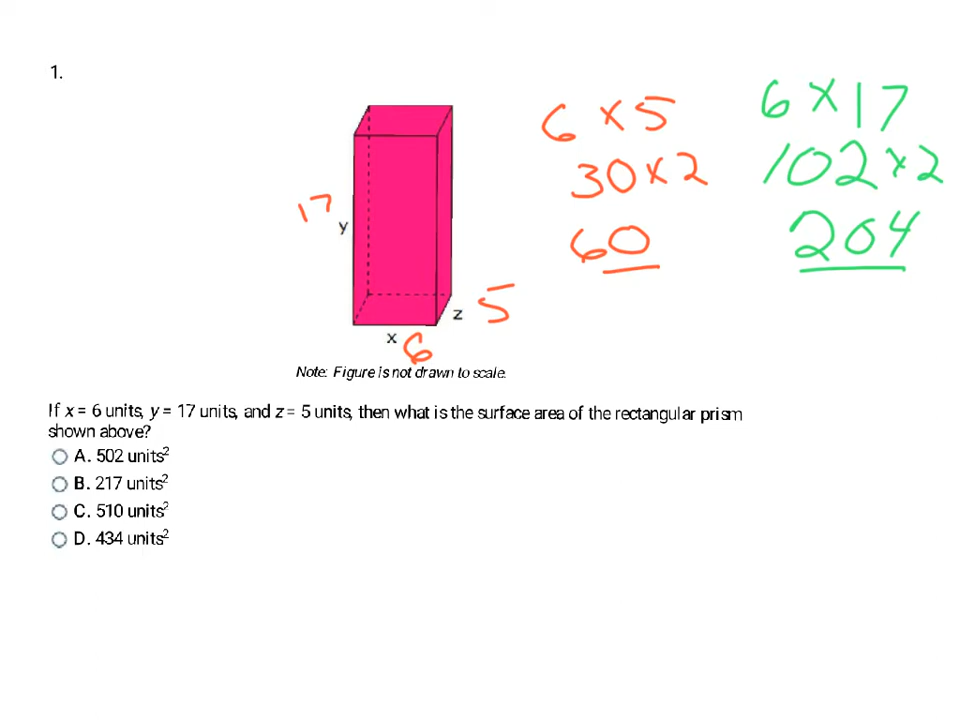 1.
17
y
z
5
x
6
6 x 5
30 x 2
60
6 x 17
102 x 2
204
Note: Figure is not drawn to scale.
If x = 6 units, y = 17 units, and z = 5 units, then what is the surface area of the rectangular prism
shown above?
A. 502 units²
B. 217 units²
C. 510 units²
D. 434 units²